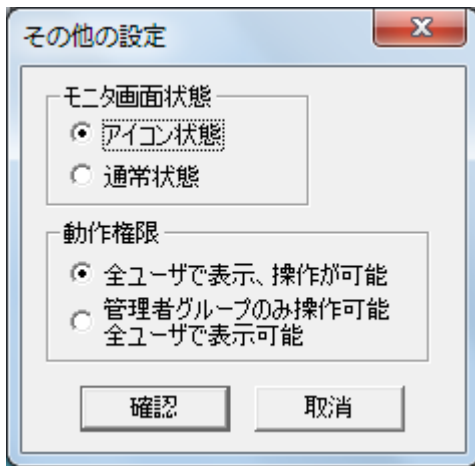 その他の設定
モニタ画面状態
アイコン状態
通常状態
動作権限
全ユーザで表示、操作が可能
管理者グループのみ操作可能
全ユーザで表示可能
確認
取消